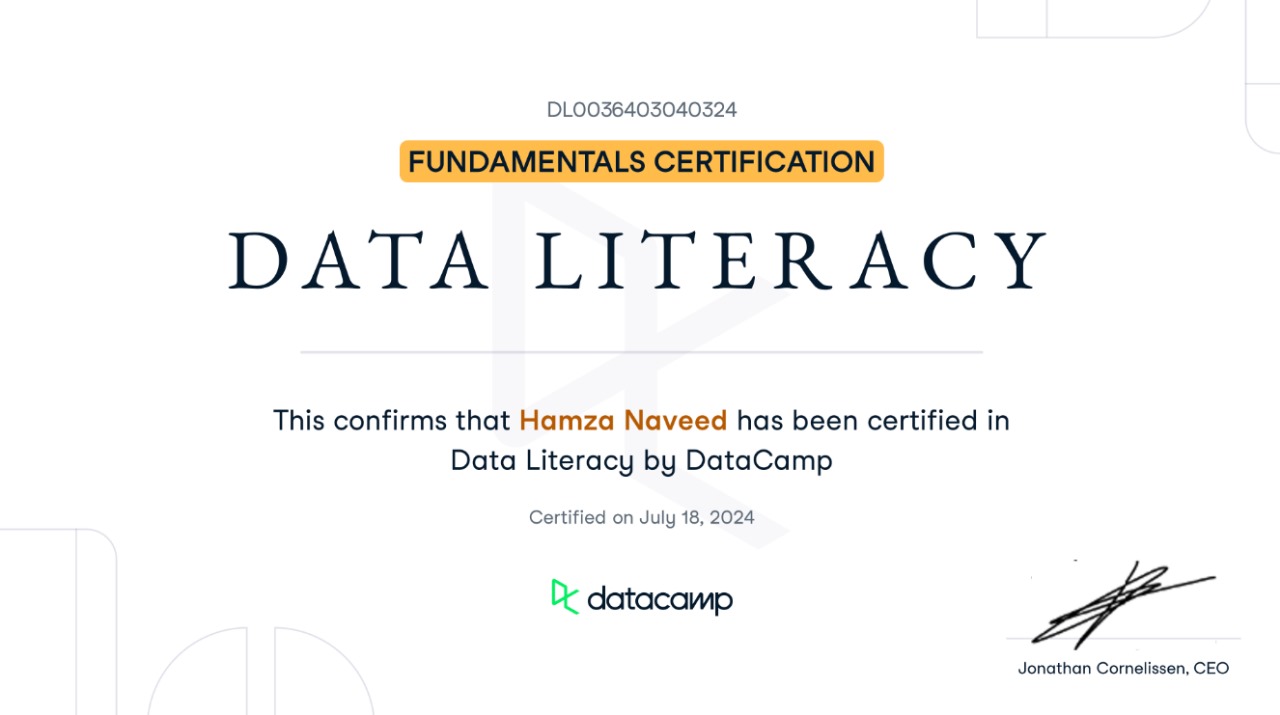 DL0036403040324
FUNDAMENTALS CERTIFICATION
DATA LITERACY
This confirms that Hamza Naveed has been certified in
Data Literacy by DataCamp
Certified on July 18, 2024
datacamp
Jonathan Cornelissen, CEO